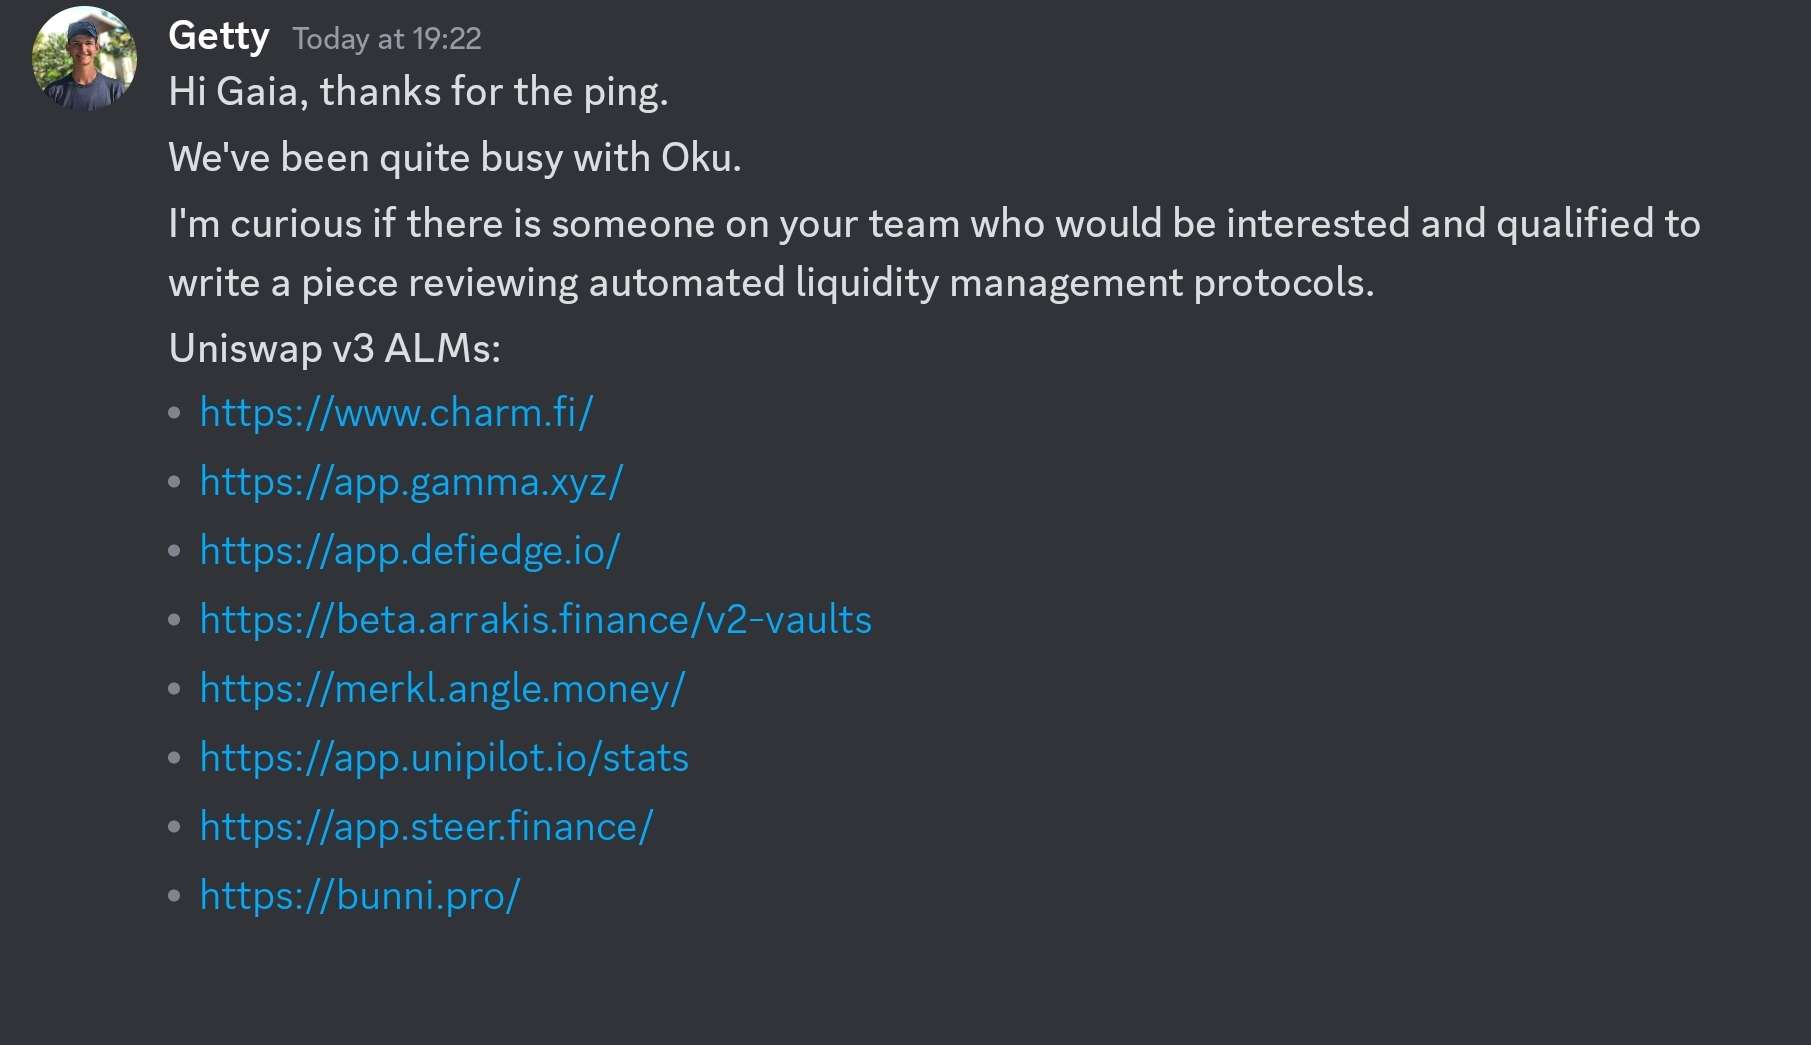 Getty Today at 19:22
Hi Gaia, thanks for the ping.
We've been quite busy with Oku.
I'm curious if there is someone on your team who would be interested and qualified to
write a piece reviewing automated liquidity management protocols.
Uniswap v3 ALMs:
• https://www.charm.fi/
• https://app.gamma.xyz/
• https://app.defiedge.io/
• https://beta.arrakis.finance/v2-vaults
• https://merkl.angle.money/
• https://app.unipilot.io/stats
• https://app.steer.finance/
• https://bunni.pro/